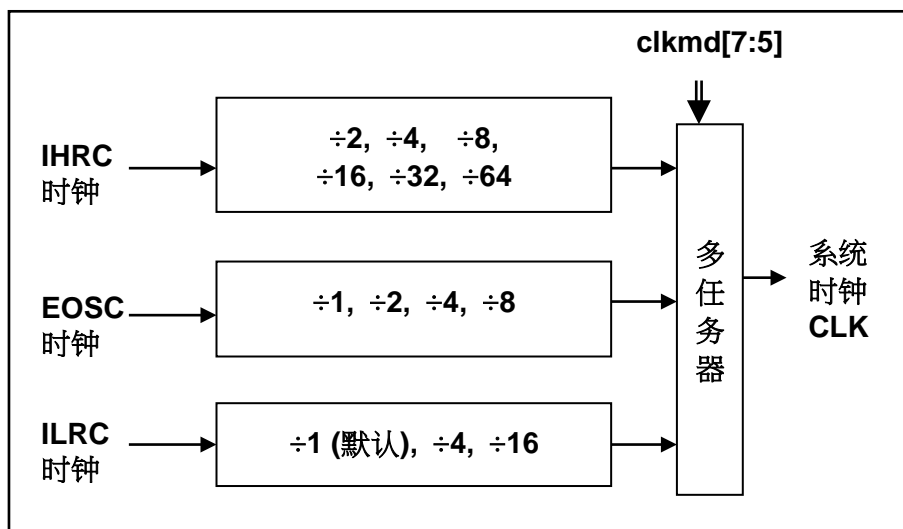 clkmd[7:5]
IHRC
时钟
÷2, ÷4, ÷8,
÷16, ÷32, ÷64
EOSC
时钟
÷1, ÷2, ÷4, ÷8
ILRC
时钟
÷1 (默认), ÷4, ÷16
多
任
务
器
系统
时钟
CLK